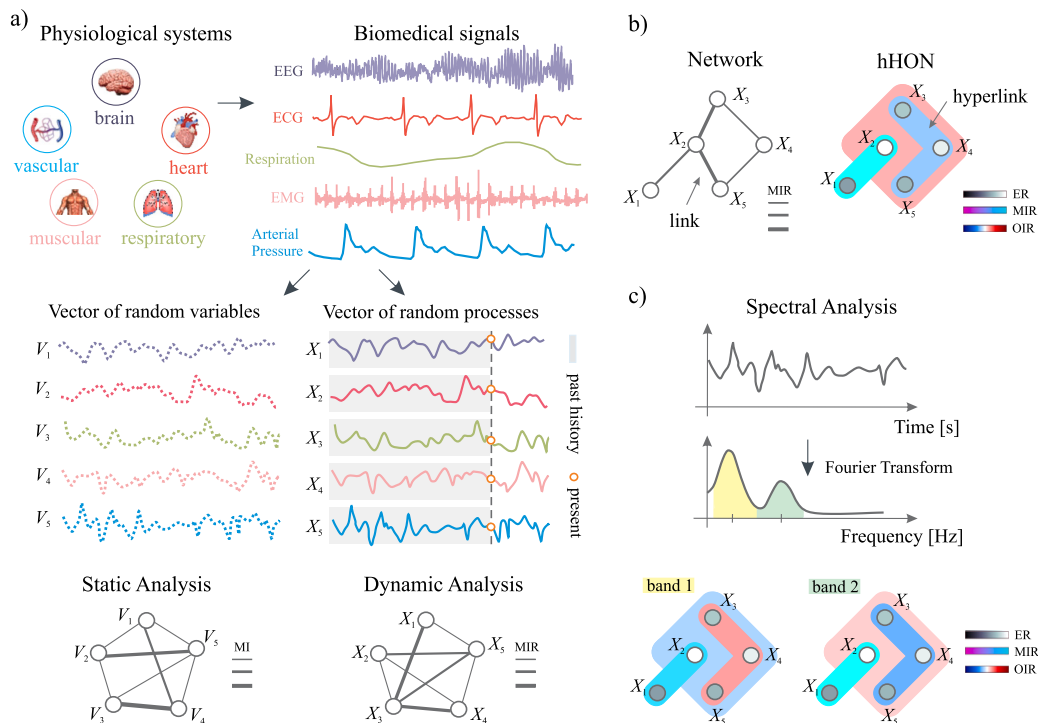 a)
Physiological systems
brain
vascular
heart
muscular
respiratory
Biomedical signals
EEG
ECG
Respiration
EMG
Arterial
Pressure
Vector of random variables
V1
V2
V3
V4
V5
Vector of random processes
X1
X2
X3
X4
X5
past history
present
Static Analysis
V1
V2
V5
V3
V4
MI
Dynamic Analysis
X1
X2
X5
X3
X4
MIR
b)
Network
X3
X2
X4
X1
X5
link
MIR
hHON
X3
hyperlink
X2
X4
X1
X5
ER
MIR
OIR
c)
Spectral Analysis
Time [s]
Fourier Transform
Frequency [Hz]
band 1
X3
X2
X4
X1
X5
band 2
X3
X2
X4
X1
X5
ER
MIR
OIR